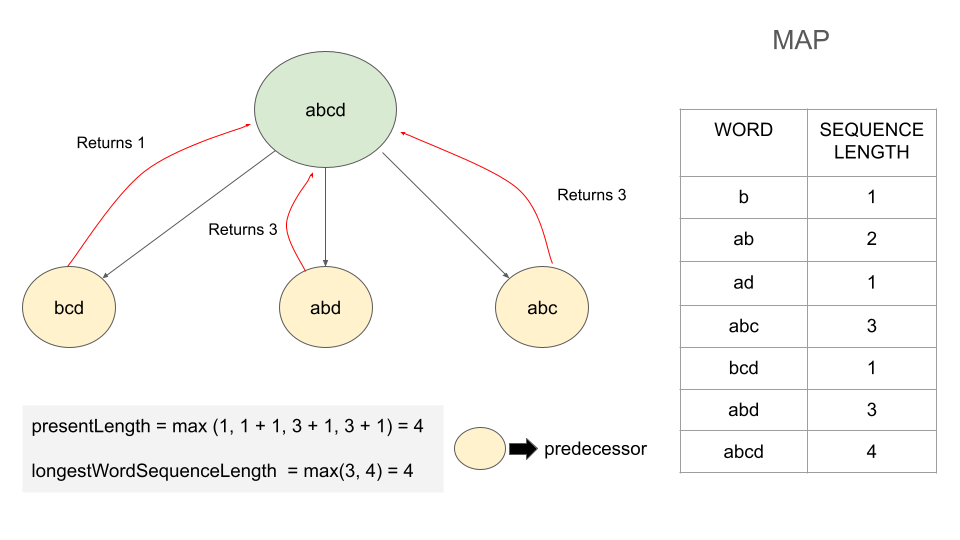 MAP
abcd
Returns 1
Returns 3
Returns 3
bcd
abd
abc
presentLength = max (1, 1 + 1, 3 + 1, 3 + 1) = 4
longestWordSequenceLength = max(3, 4) = 4
predecessor
WORD SEQUENCE
LENGTH
b 1
ab 2
ad 1
abc 3
bcd 1
abd 3
abcd 4